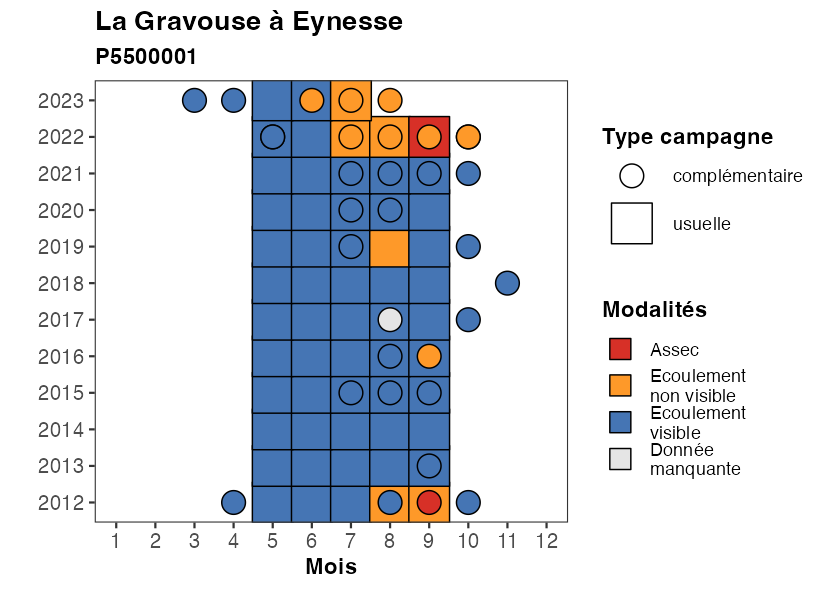 La Gravouse à Eynesse
P5500001
2023
2022
2021
2020
2019
2018
2017
2016
2015
2014
2013
2012
1 2 3 4 5 6 7 8 9 10 11 12
Mois
Type campagne
complémentaire
usuelle
Modalités
Assec
Ecoulement
non visible
Ecoulement
visible
Donnée
manquante